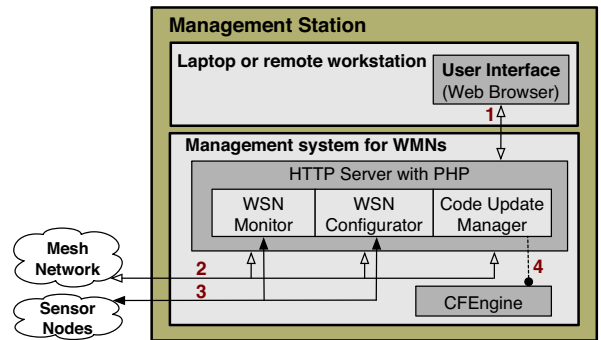 Management Station
Laptop or remote workstation
User Interface
(Web Browser)
1
Management system for WMNs
HTTP Server with PHP
WSN
Monitor
WSN
Configurator
Code Update
Manager
Mesh
Network
2
4
3
Sensor
Nodes
CFEngine